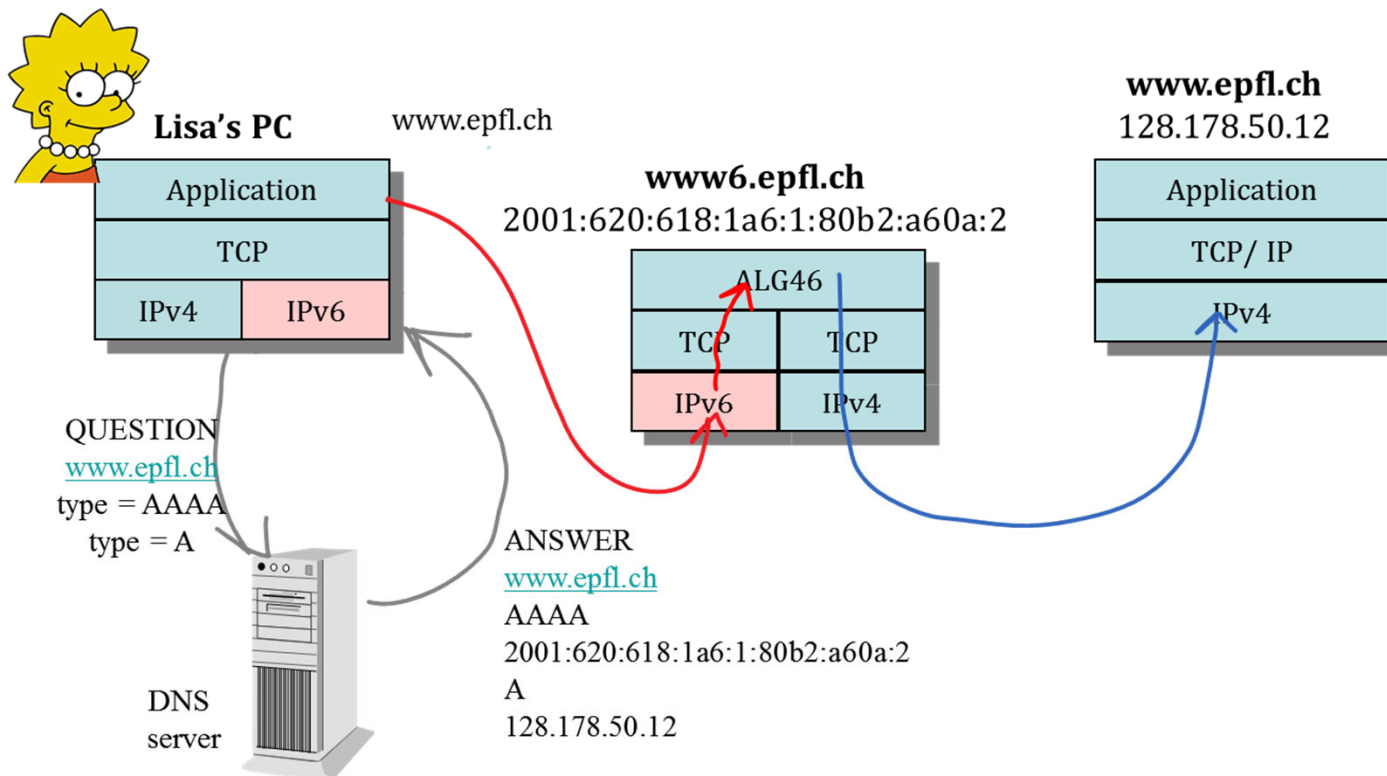 Lisa's PC
www.epfl.ch
Application
TCP
IPv4
IPv6
QUESTION
www.epfl.ch
type = AAAA
type = A
DNS
server
ANSWER
www.epfl.ch
AAAA
2001:620:618:1a6:1:80b2:a60a:2
A
128.178.50.12
www6.epfl.ch
2001:620:618:1a6:1:80b2:a60a:2
ALG46
TCP
TCP
IPv6
IPv4
www.epfl.ch
128.178.50.12
Application
TCP/ IP
IPv4